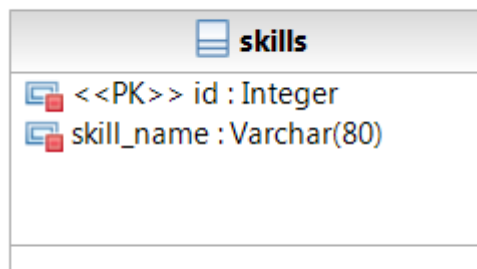 skills
<<PK>> id : Integer
skill_name : Varchar(80)